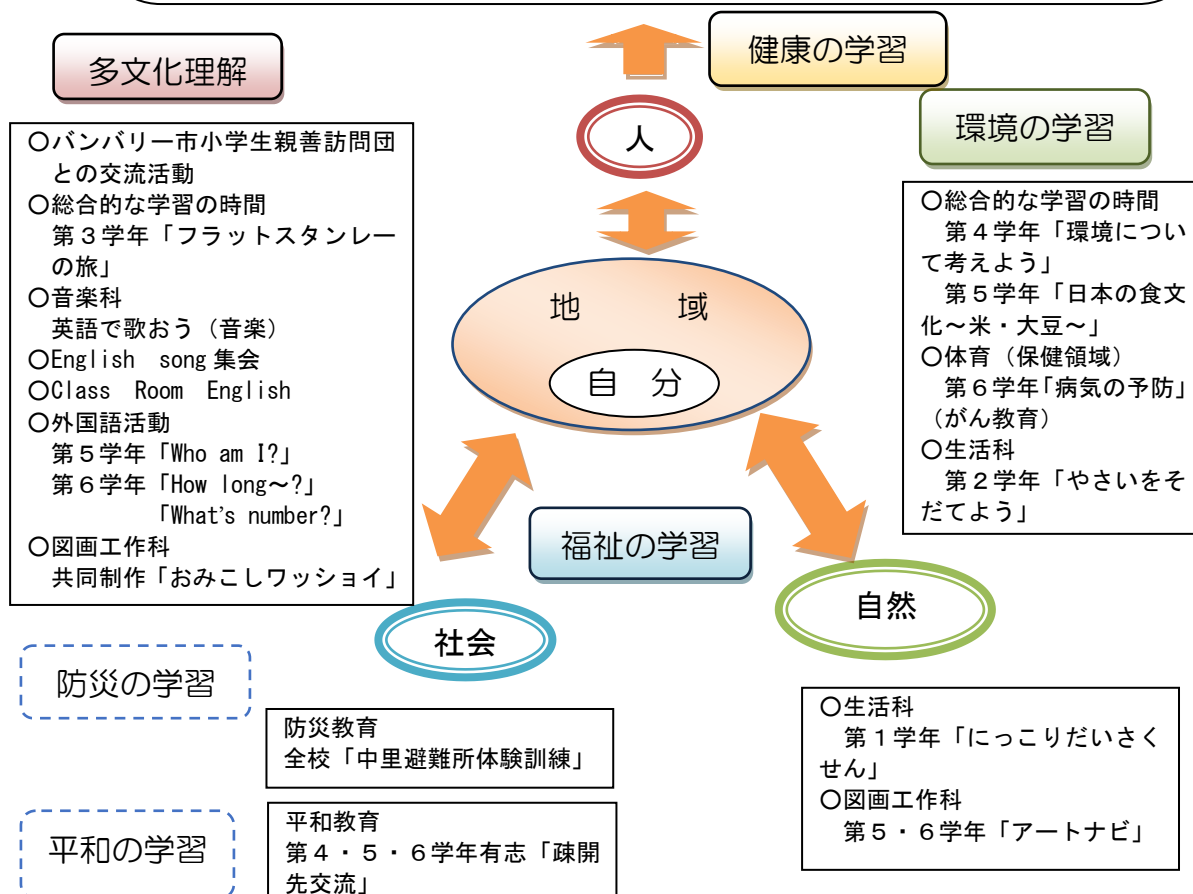 多文化理解
〇バンバリー市小学生親善訪問団
との交流活動
〇総合的な学習の時間
第３学年「フラットスタンレー
の旅」
〇音楽科
英語で歌おう（音楽）
〇English　song 集会
〇Class　Room　English
〇外国語活動
第５学年「Who am I?」
第６学年「How long～?」
「What's number?」
〇図画工作科
共同制作「おみこしワッショイ」
健康の学習
人
地　域
自　分
環境の学習
〇総合的な学習の時間
第４学年「環境につい
て考えよう」
第５学年「日本の食文
化～米・大豆～」
〇体育（保健領域）
第６学年「病気の予防」
（がん教育）
〇生活科
第２学年「やさいをそ
だてよう」
福祉の学習
社会
自然
防災の学習
防災教育
全校「中里避難所体験訓練」
平和の学習
平和教育
第４・５・６学年有志「疎開
先交流」
〇生活科
第１学年「にっこりだいさく
せん」
〇図画工作科
第５・６学年「アートナビ」